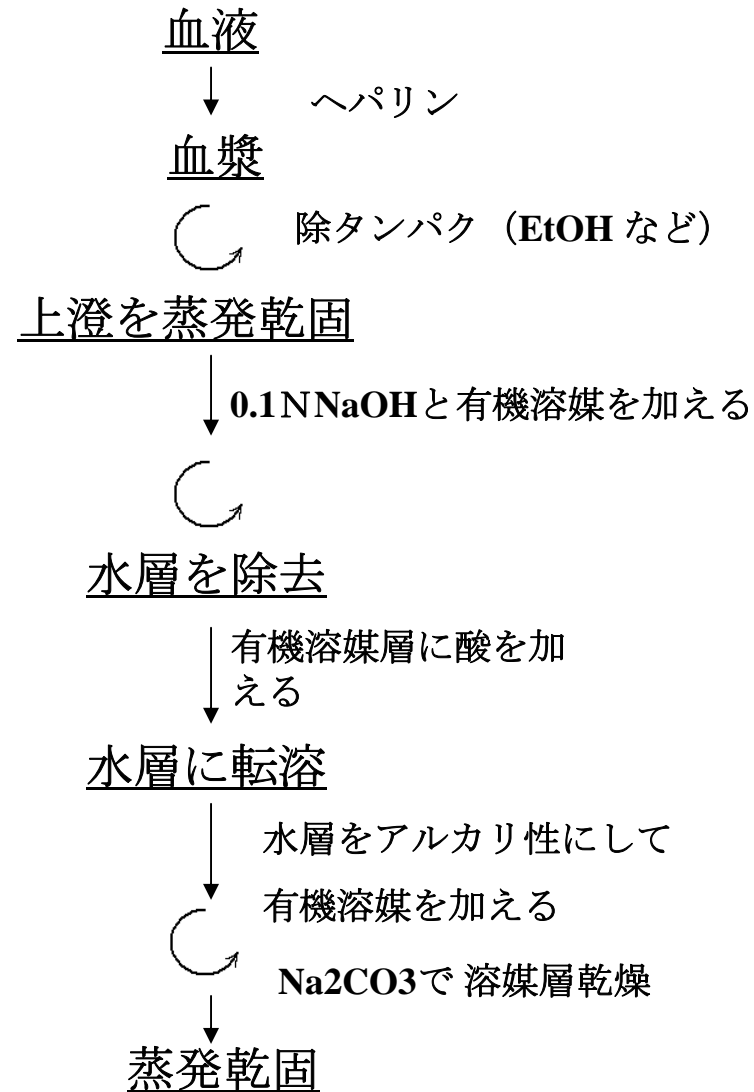 血液
ヘパリン
血漿
除タンパク（EtOH など）
上澄を蒸発乾固
0.1ＮNaOHと有機溶媒を加える
水層を除去
有機溶媒層に酸を加
える
水層に転溶
水層をアルカリ性にして
有機溶媒を加える
Na2CO3で 溶媒層乾燥
蒸発乾固